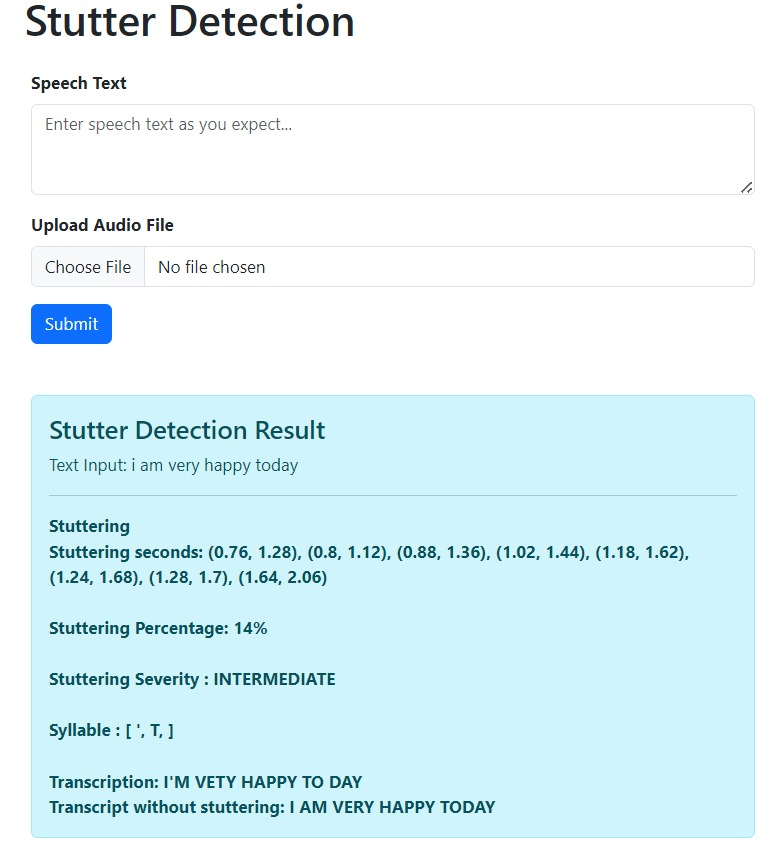 Stutter Detection
Speech Text
Enter speech text as you expect...
Upload Audio File
Choose File No file chosen
Submit
Stutter Detection Result
Text Input: i am very happy today
Stuttering
Stuttering seconds: (0.76, 1.28), (0.8, 1.12), (0.88, 1.36), (1.02, 1.44), (1.18, 1.62),
(1.24, 1.68), (1.28, 1.7), (1.64, 2.06)
Stuttering Percentage: 14%
Stuttering Severity : INTERMEDIATE
Syllable : [ ', T, ]
Transcription: I'M VETY HAPPY TO DAY
Transcript without stuttering: I AM VERY HAPPY TODAY